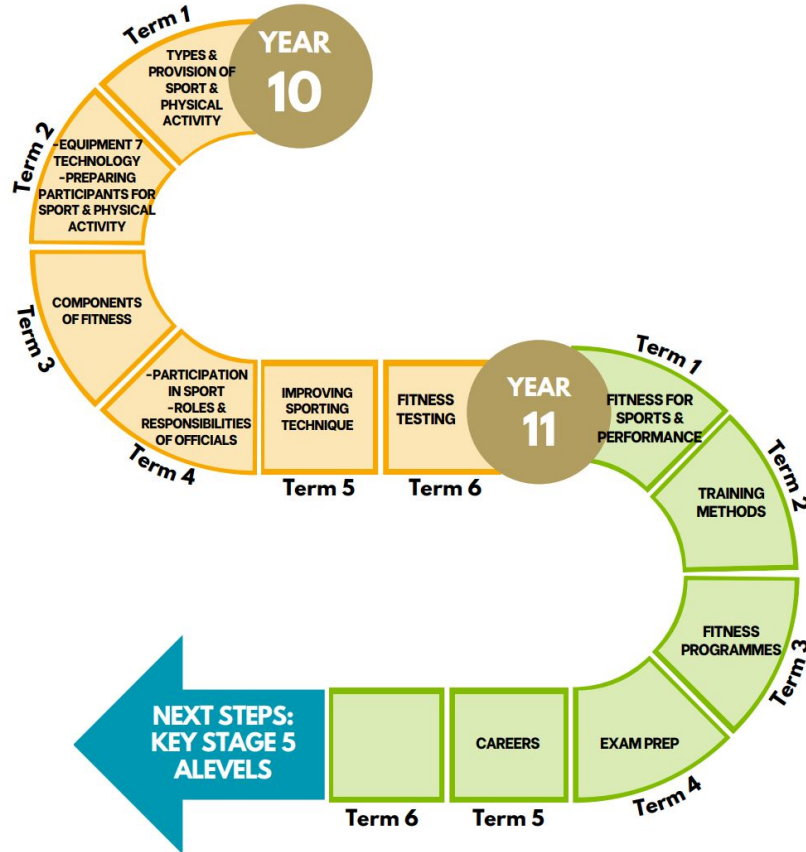 Term 1
YEAR
10
TYPES &
PROVISION OF
SPORT &
PHYSICAL
ACTIVITY
Term 2
-EQUIPMENT 7
TECHNOLOGY
-PREPARING
PARTICIPANTS FOR
SPORT & PHYSICAL
ACTIVITY
Term 3
COMPONENTS
OF FITNESS
Term 4
-PARTICIPATION
IN SPORT
-ROLES &
RESPONSIBILITIES
OF OFFICIALS
IMPROVING
SPORTING
TECHNIQUE
Term 5
FITNESS
TESTING
Term 6
YEAR
11
Term 1
FITNESS FOR
SPORTS &
PERFORMANCE
Term 2
TRAINING
METHODS
Term 3
FITNESS
PROGRAMMES
EXAM PREP
Term 4
CAREERS
Term 5
Term 6
NEXT STEPS:
KEY STAGE 5
ALEVELS